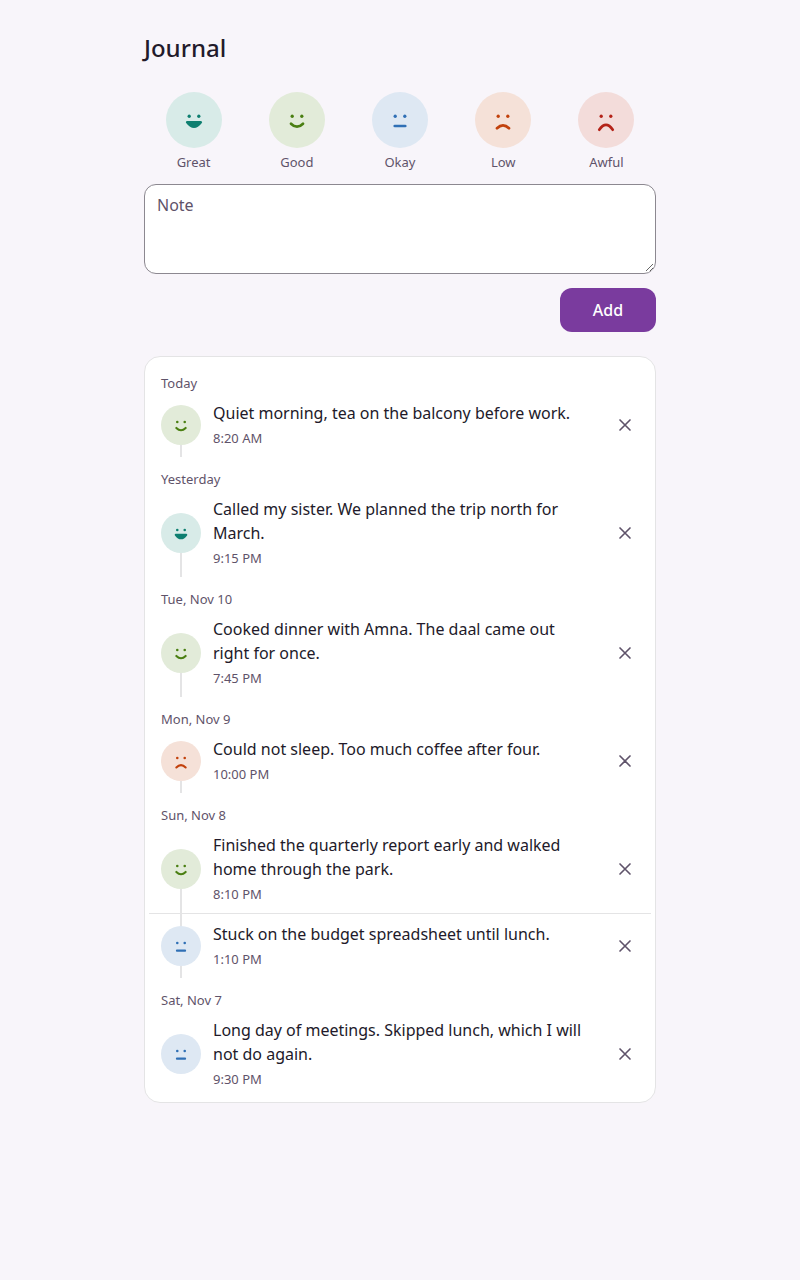 Journal
Great
Good
Okay
Low
Awful
Note
Add
Today
Quiet morning, tea on the balcony before work.
8:20 AM
Yesterday
Called my sister. We planned the trip north for
March.
9:15 PM
Tue, Nov 10
Cooked dinner with Amna. The daal came out
right for once.
7:45 PM
Mon, Nov 9
Could not sleep. Too much coffee after four.
10:00 PM
Sun, Nov 8
Finished the quarterly report early and walked
home through the park.
8:10 PM
Stuck on the budget spreadsheet until lunch.
1:10 PM
Sat, Nov 7
Long day of meetings. Skipped lunch, which I will
not do again.
9:30 PM